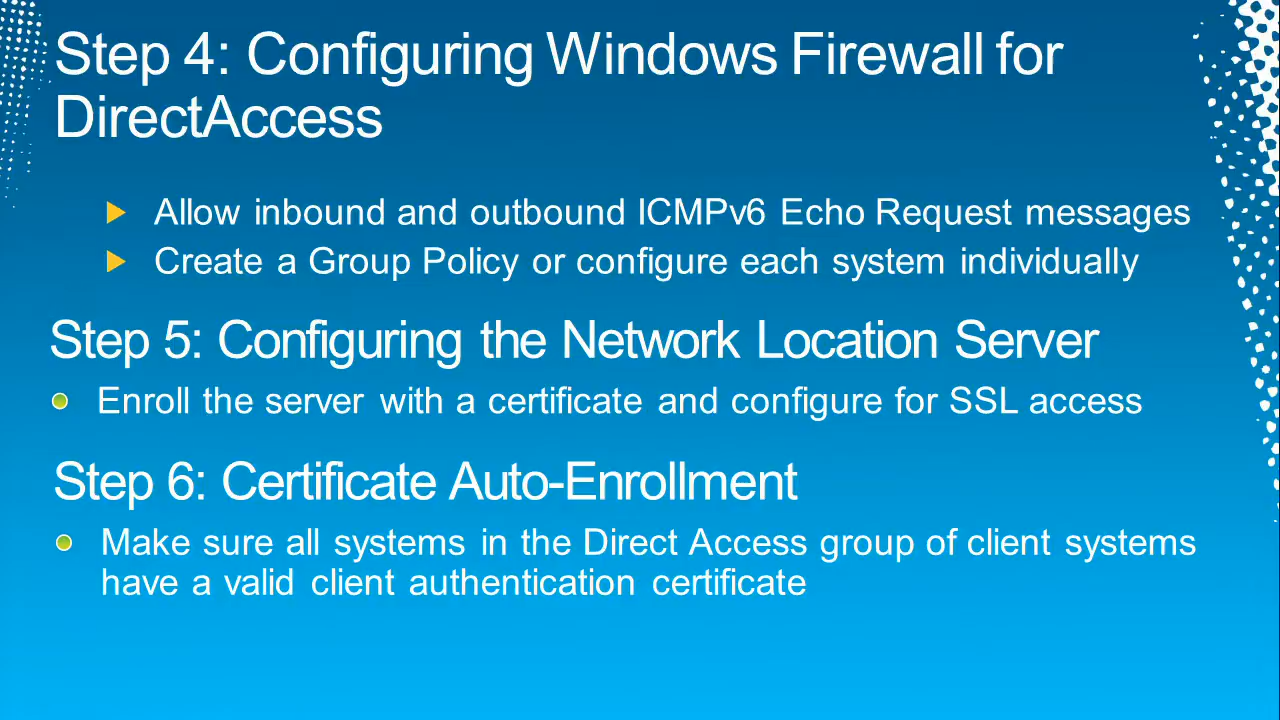 Step 4: Configuring Windows Firewall for
DirectAccess
Allow inbound and outbound ICMPv6 Echo Request messages
Create a Group Policy or configure each system individually
Step 5: Configuring the Network Location Server
Enroll the server with a certificate and configure for SSL access
Step 6: Certificate Auto-Enrollment
Make sure all systems in the Direct Access group of client systems
have a valid client authentication certificate